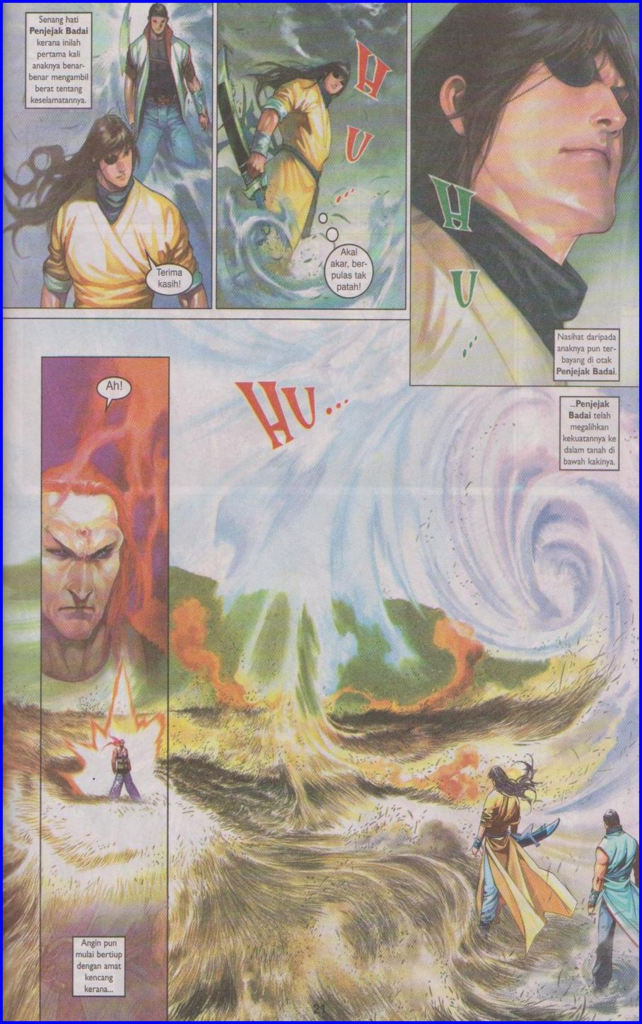 Senang hati
Penjejak Badai
kerana inilah
pertama kali
anaknya benar-
benar mengambil
berat tentang
keselamatannya.
Terima
kasih!
HU...
Akal
akar, ber-
pulas tak
patah!
HU...
Nasihat daripada
anaknya pun ter-
bayang di otak
Penjejak Badai.
Ah!
HU...
...Penjejak
Badai telah
megalihkan
kekuatannya ke
dalam tanah di
bawah kakinya.
Angin pun
mulai bertiup
dengan amat
kencang
kerana...